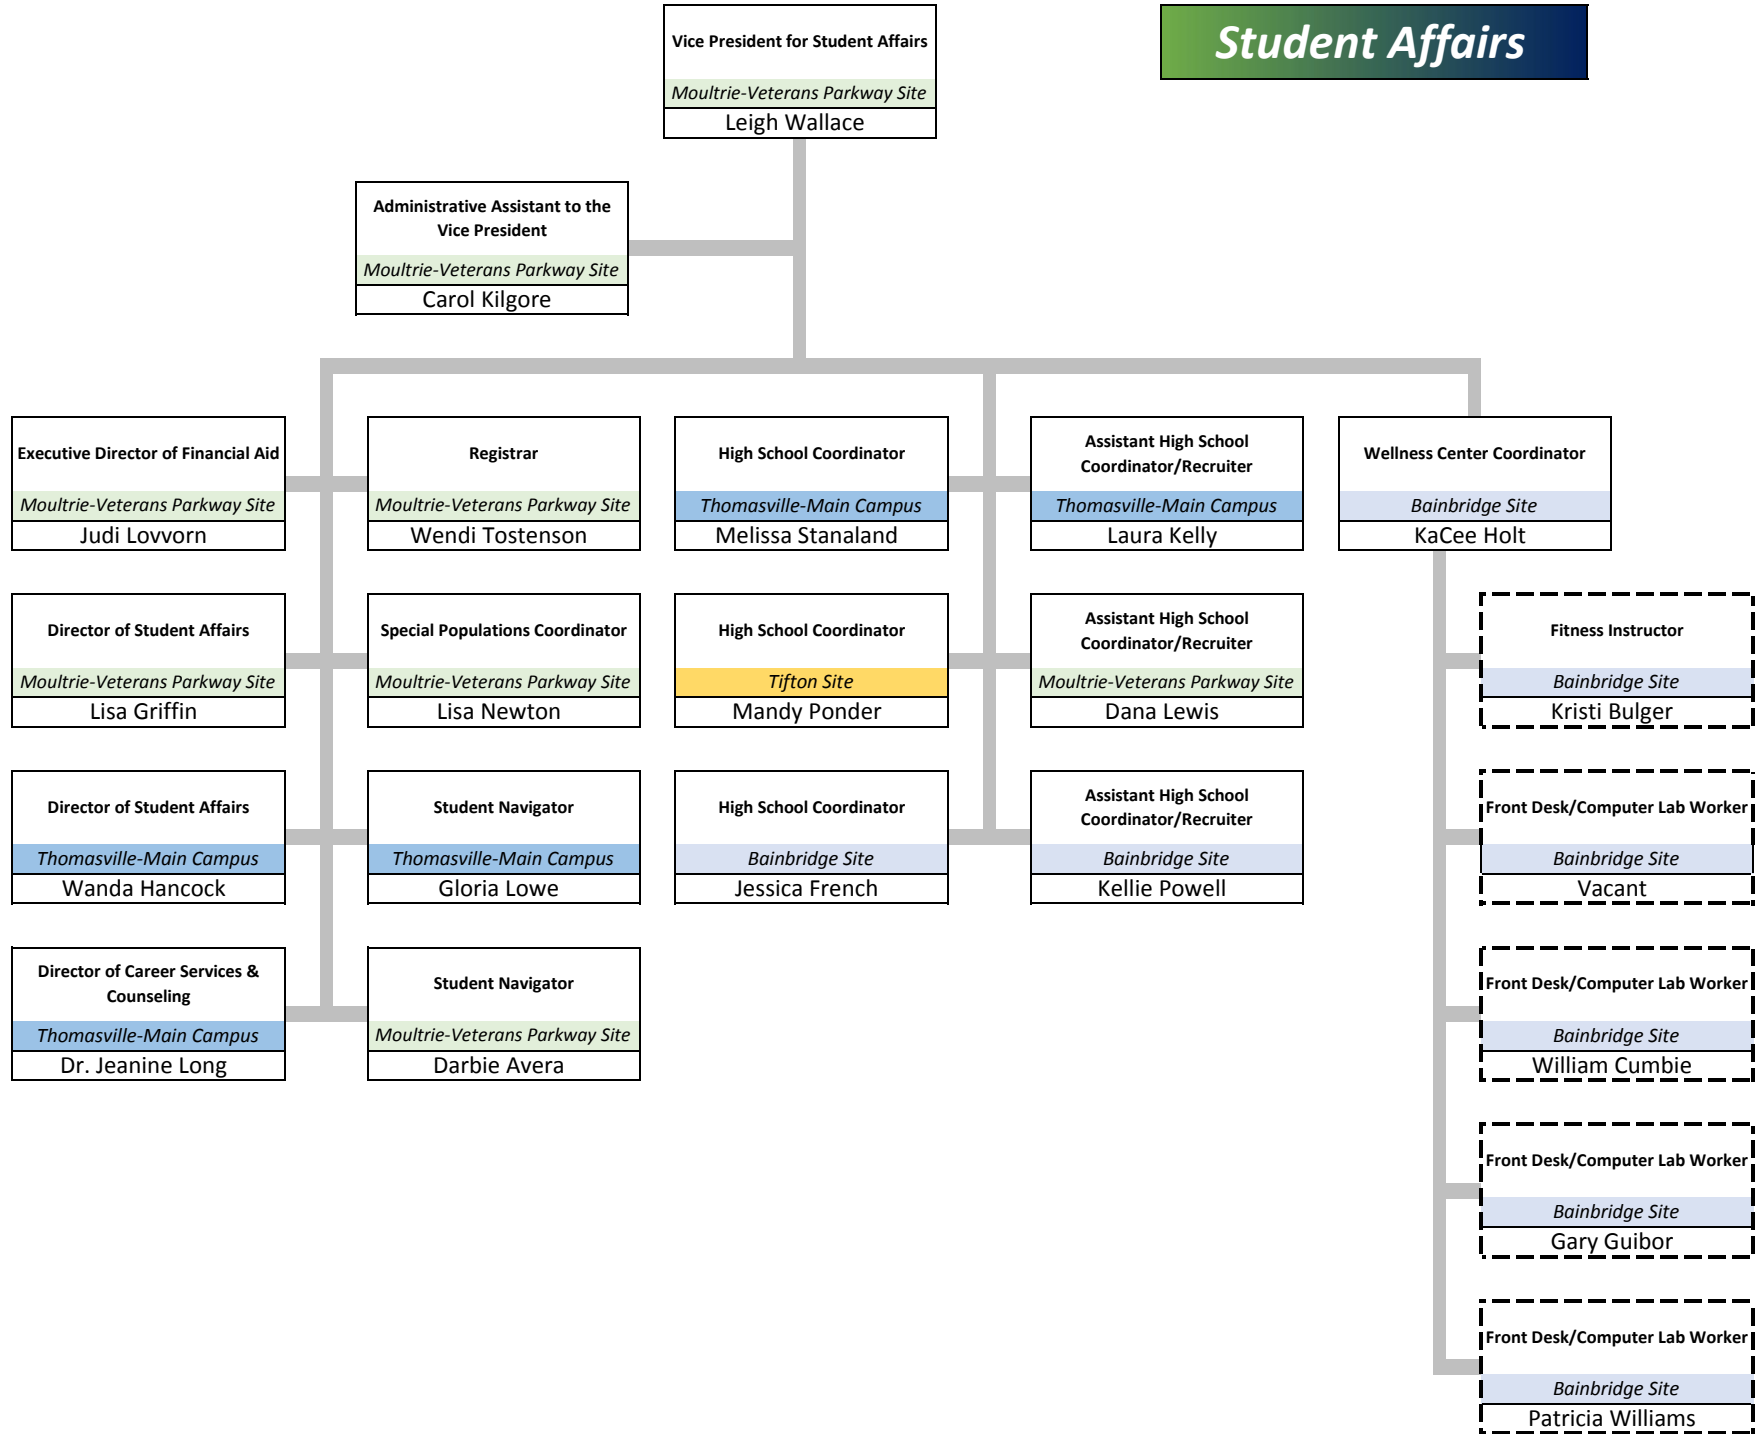 Vice President for Student Affairs
Moultrie-Veterans Parkway Site
Leigh Wallace
Student Affairs
Administrative Assistant to the
Vice President
Moultrie-Veterans Parkway Site
Carol Kilgore
Executive Director of Financial Aid
Moultrie-Veterans Parkway Site
Judi Lovvorn
Registrar
Moultrie-Veterans Parkway Site
Wendi Tostenson
High School Coordinator
Thomasville-Main Campus
Melissa Stanaland
Assistant High School
Coordinator/Recruiter
Thomasville-Main Campus
Laura Kelly
Wellness Center Coordinator
Bainbridge Site
KaCee Holt
Director of Student Affairs
Moultrie-Veterans Parkway Site
Lisa Griffin
Special Populations Coordinator
Moultrie-Veterans Parkway Site
Lisa Newton
High School Coordinator
Tifton Site
Mandy Ponder
Assistant High School
Coordinator/Recruiter
Moultrie-Veterans Parkway Site
Dana Lewis
Fitness Instructor
Bainbridge Site
Kristi Bulger
Director of Student Affairs
Thomasville-Main Campus
Wanda Hancock
Student Navigator
Thomasville-Main Campus
Gloria Lowe
High School Coordinator
Bainbridge Site
Jessica French
Assistant High School
Coordinator/Recruiter
Bainbridge Site
Kellie Powell
Front Desk/Computer Lab Worker
Bainbridge Site
Vacant
Director of Career Services &
Counseling
Thomasville-Main Campus
Dr. Jeanine Long
Student Navigator
Moultrie-Veterans Parkway Site
Darbie Avera
Front Desk/Computer Lab Worker
Bainbridge Site
William Cumbie
Front Desk/Computer Lab Worker
Bainbridge Site
Gary Guibor
Front Desk/Computer Lab Worker
Bainbridge Site
Patricia Williams